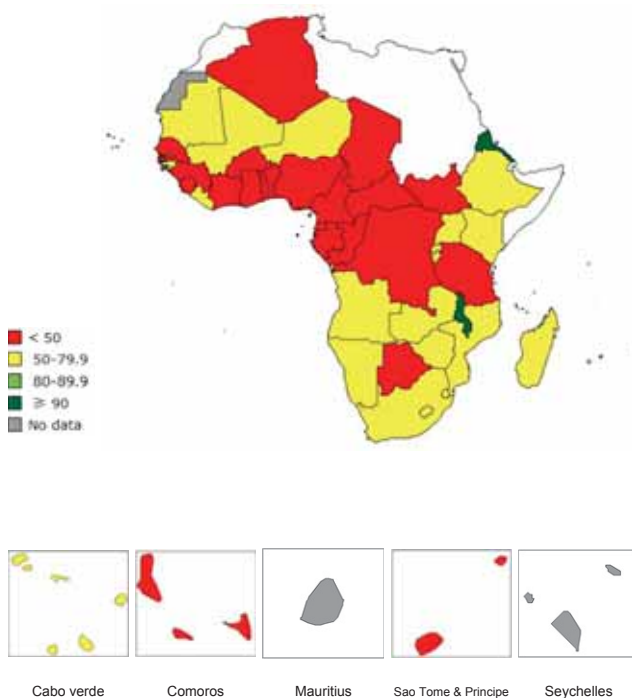 < 50
50-79.9
80-89.9
≥ 90
No data
Cabo verde
Comoros
Mauritius
Sao Tome & Principe
Seychelles